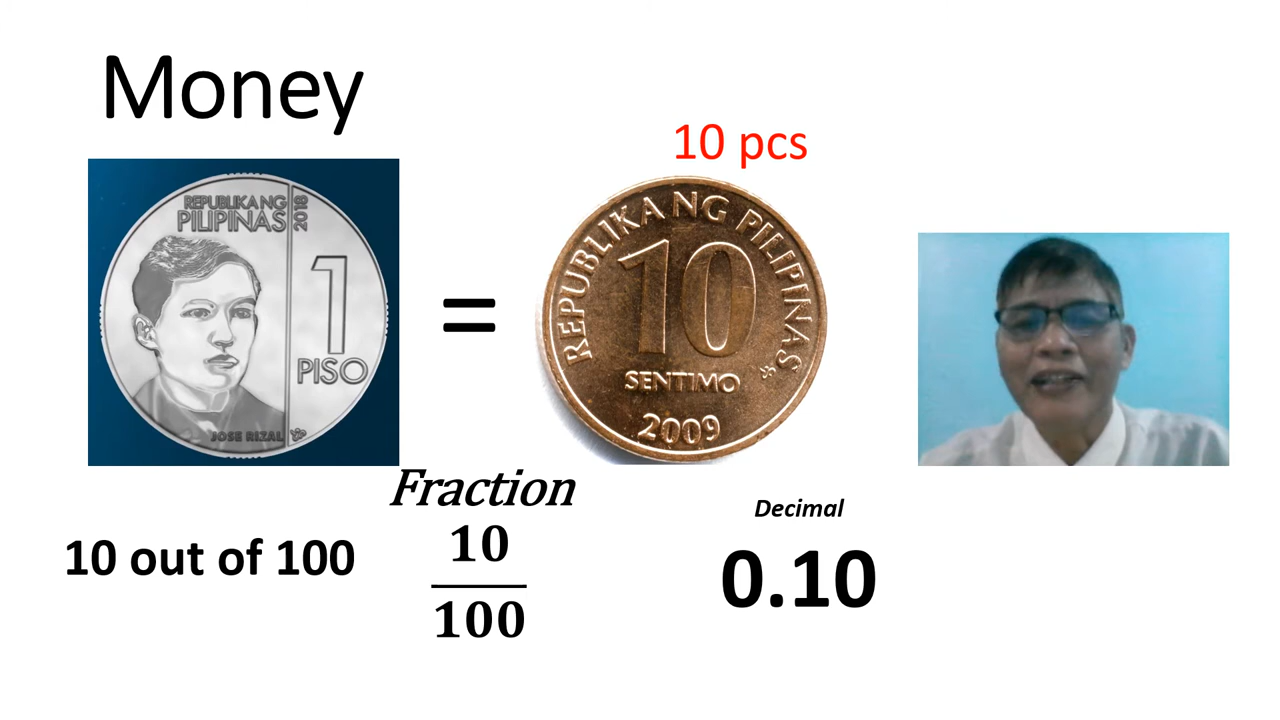 Money
REPUBLIKA NG
PILIPINAS
2018
1
PISO
JOSE RIZAL
=
10 pcs
REPUBLIKA NG PILIPINAS
10
SENTIMO
2009
10 out of 100
Fraction
10
100
Decimal
0.10